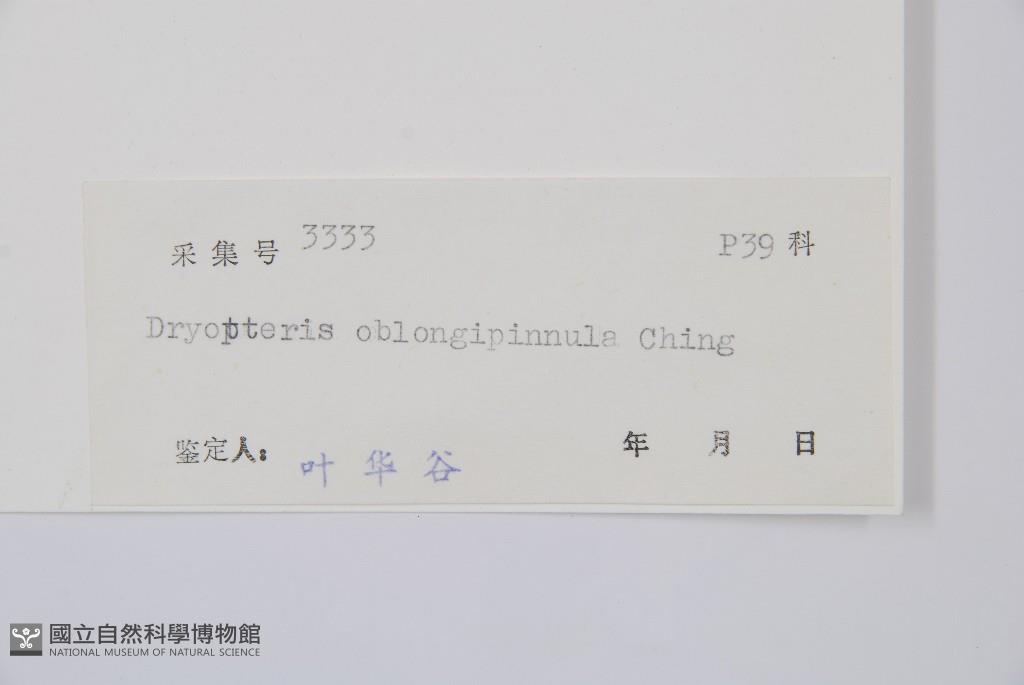 采集号 3333 P39 科
Dryopteris oblongipinnula Ching
鉴定人: 叶华谷 年 月 日
國立自然科學博物館
NATIONAL MUSEUM OF NATURAL SCIENCE